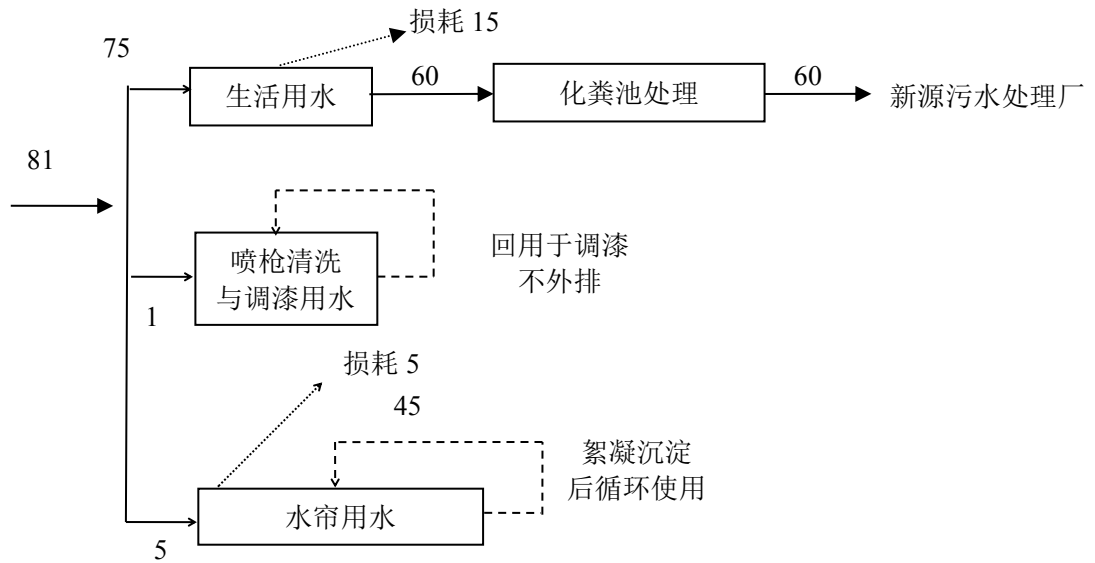 损耗 15
75
生活用水
60
化粪池处理
60
新源污水处理厂
81
喷枪清洗
与调漆用水
回用于调漆
不外排
1
损耗 5
45
絮凝沉淀
后循环使用
水帘用水
5